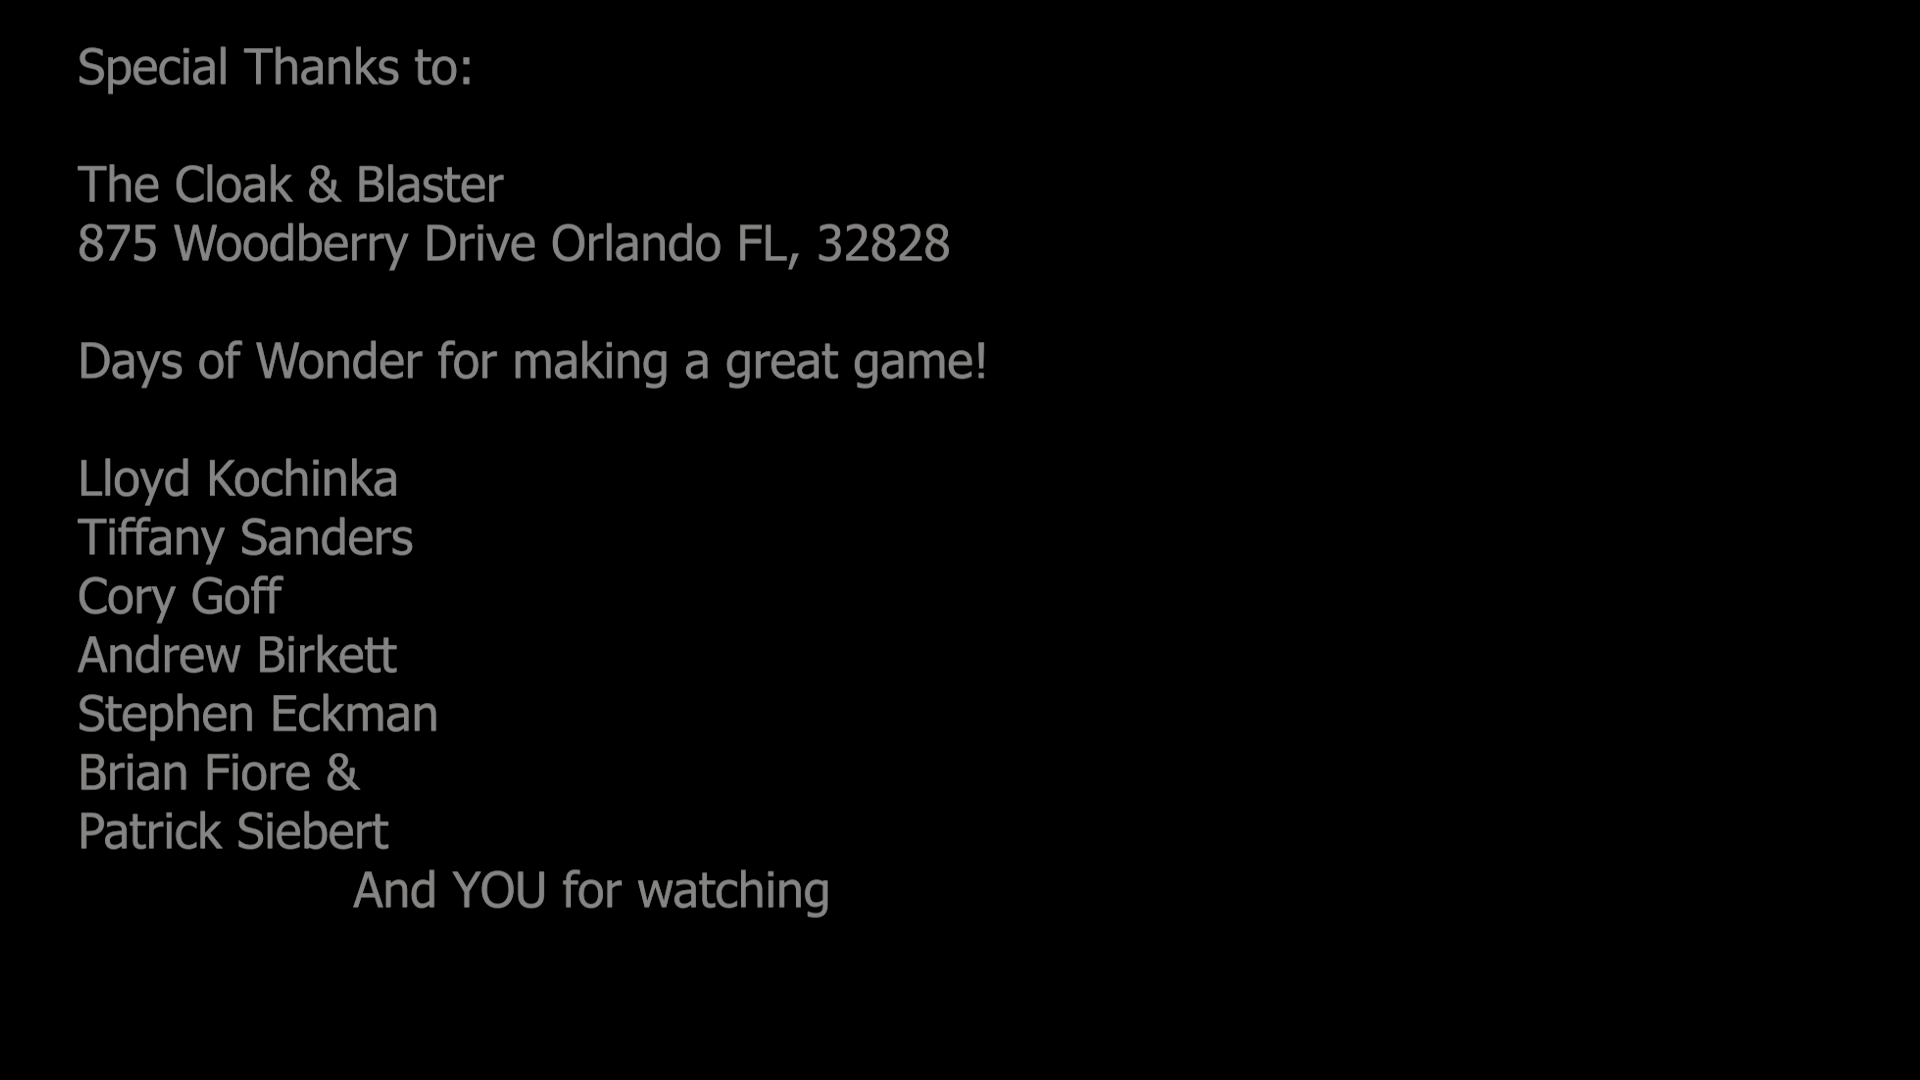 Special Thanks to:
The Cloak & Blaster
875 Woodberry Drive Orlando FL, 32828
Days of Wonder for making a great game!
Lloyd Kochinka
Tiffany Sanders
Cory Goff
Andrew Birkett
Stephen Eckman
Brian Fiore &
Patrick Siebert
And YOU for watching